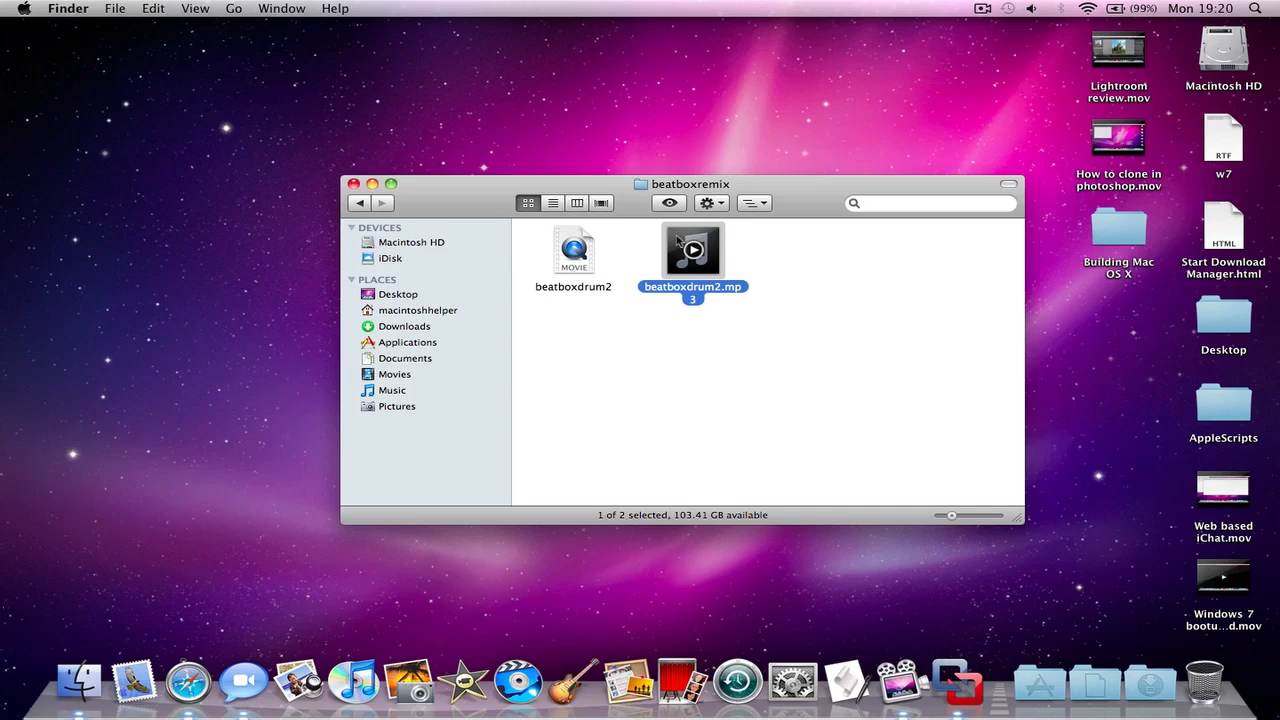 Finder File Edit View Go Window Help
(99%) Mon 19:20
Lightroom
review.mov
Macintosh HD
How to clone in
photoshop.mov
RTF
w7
Building Mac
OS X
HTML
Start Download
Manager.html
Desktop
AppleScripts
Web based
iChat.mov
Windows 7
bootu...d.mov
beatboxremix
DEVICES
Macintosh HD
iDisk
PLACES
Desktop
macintoshhelper
Downloads
Applications
Documents
Movies
Music
Pictures
MOVIE
beatboxdrum2
beatboxdrum2.mp
3
1 of 2 selected, 103.41 GB available